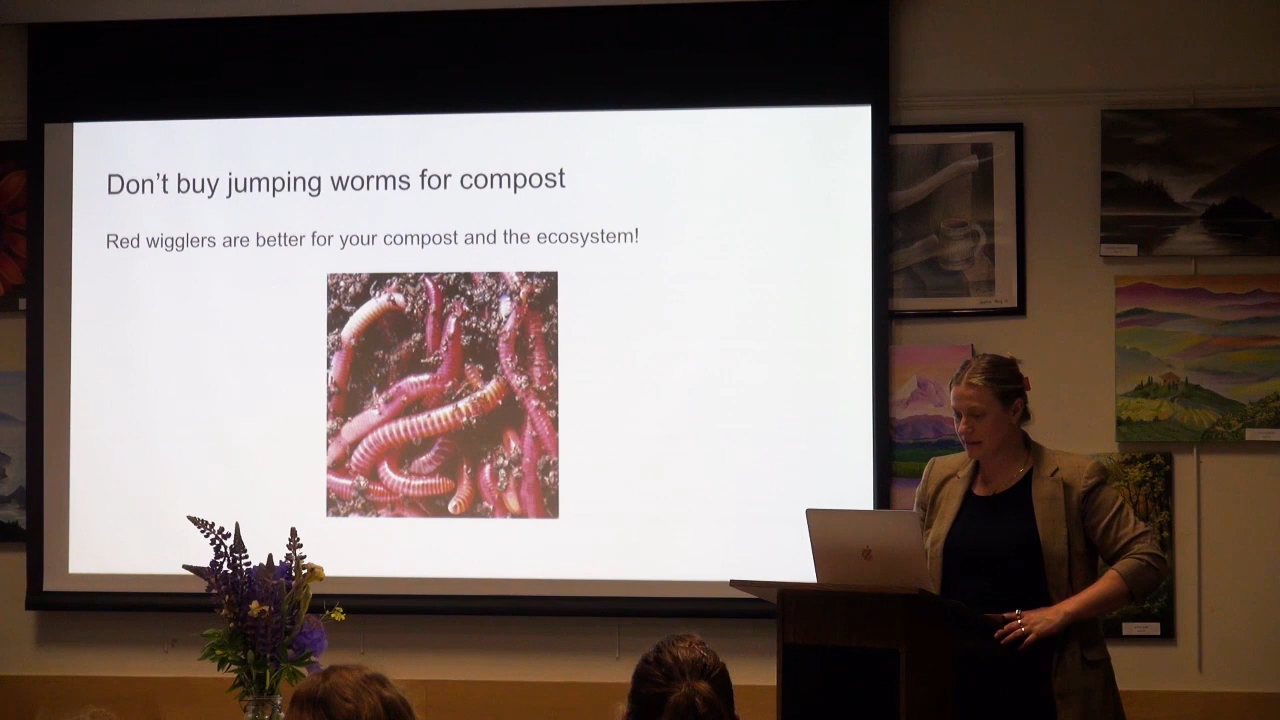 Don't buy jumping worms for compost
Red wigglers are better for your compost and the ecosystem!